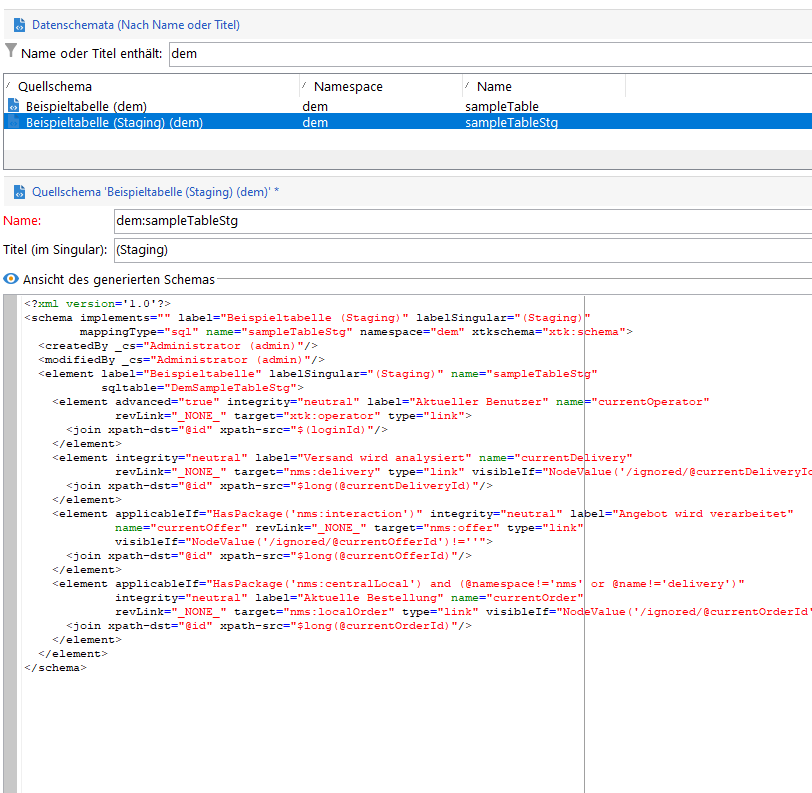 Datenschemata (Nach Name oder Titel)
Name oder Titel enthält: dem
Quellschema Namespace Name
Beispieltabelle (dem) dem sampleTable
Beispieltabelle (Staging) (dem) dem sampleTableStg
Quellschema 'Beispieltabelle (Staging) (dem)' *
Name: dem:sampleTableStg
Titel (im Singular): (Staging)
Ansicht des generierten Schemas
<?xml version='1.0'?>
<schema implements="" label="Beispieltabelle (Staging)" labelSingular="(Staging)"
mappingType="sql" name="sampleTableStg" namespace="dem" xtkschema="xtk:schema">
<createdBy _cs="Administrator (admin)"/>
<modifiedBy _cs="Administrator (admin)"/>
<element label="Beispieltabelle" labelSingular="(Staging)" name="sampleTableStg"
sqltable="DemSampleTableStg">
<element advanced="true" integrity="neutral" label="Aktueller Benutzer" name="currentOperator"
revLink="_NONE_" target="xtk:operator" type="link">
<join xpath-dst="@id" xpath-src="$(loginId)"/>
</element>
<element integrity="neutral" label="Versand wird analysiert" name="currentDelivery"
revLink="_NONE_" target="nms:delivery" type="link" visibleIf="NodeValue('/ignored/@currentDeliveryId
<join xpath-dst="@id" xpath-src="$long(@currentDeliveryId)"/>
</element>
<element applicableIf="HasPackage('nms:interaction')" integrity="neutral" label="Angebot wird verarbeitet"
name="currentOffer" revLink="_NONE_" target="nms:offer" type="link"
visibleIf="NodeValue('/ignored/@currentOfferId')!=''">
<join xpath-dst="@id" xpath-src="$long(@currentOfferId)"/>
</element>
<element applicableIf="HasPackage('nms:centralLocal') and (@namespace!='nms' or @name!='delivery')"
integrity="neutral" label="Aktuelle Bestellung" name="currentOrder"
revLink="_NONE_" target="nms:localOrder" type="link" visibleIf="NodeValue('/ignored/@currentOrderId'
<join xpath-dst="@id" xpath-src="$long(@currentOrderId)"/>
</element>
</element>
</schema>